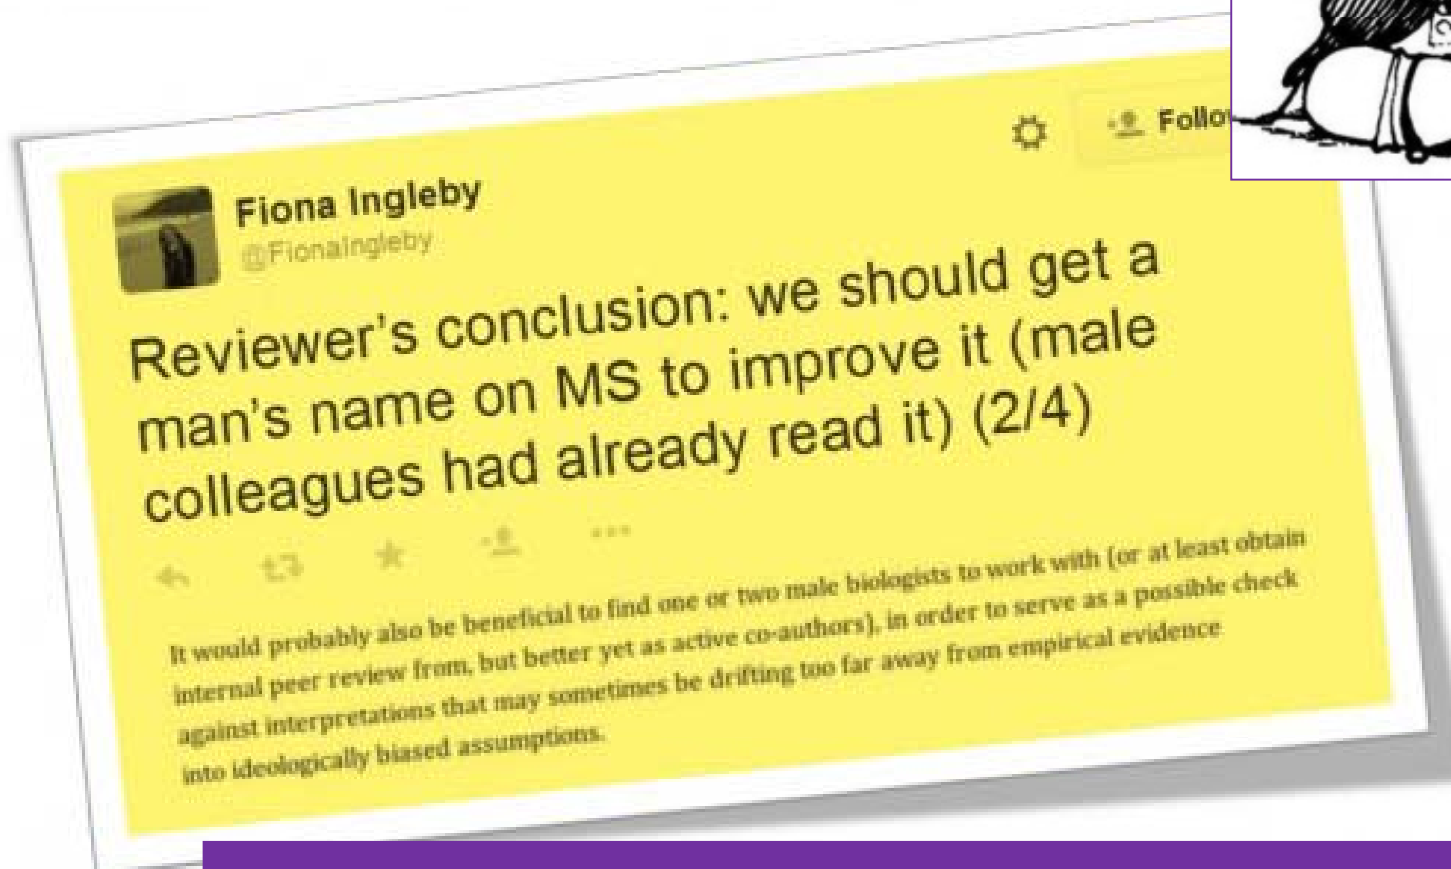 Follo
Fiona Ingleby
@FionaIngleby
Reviewer's conclusion: we should get a
man's name on MS to improve it (male
colleagues had already read it) (2/4)
It would probably also be beneficial to find one or two male biologists to work with (or at least obtain
internal peer review from, but better yet as active co-authors), in order to serve as a possible check
against interpretations that may sometimes be drifting too far away from empirical evidence
into ideologically biased assumptions.